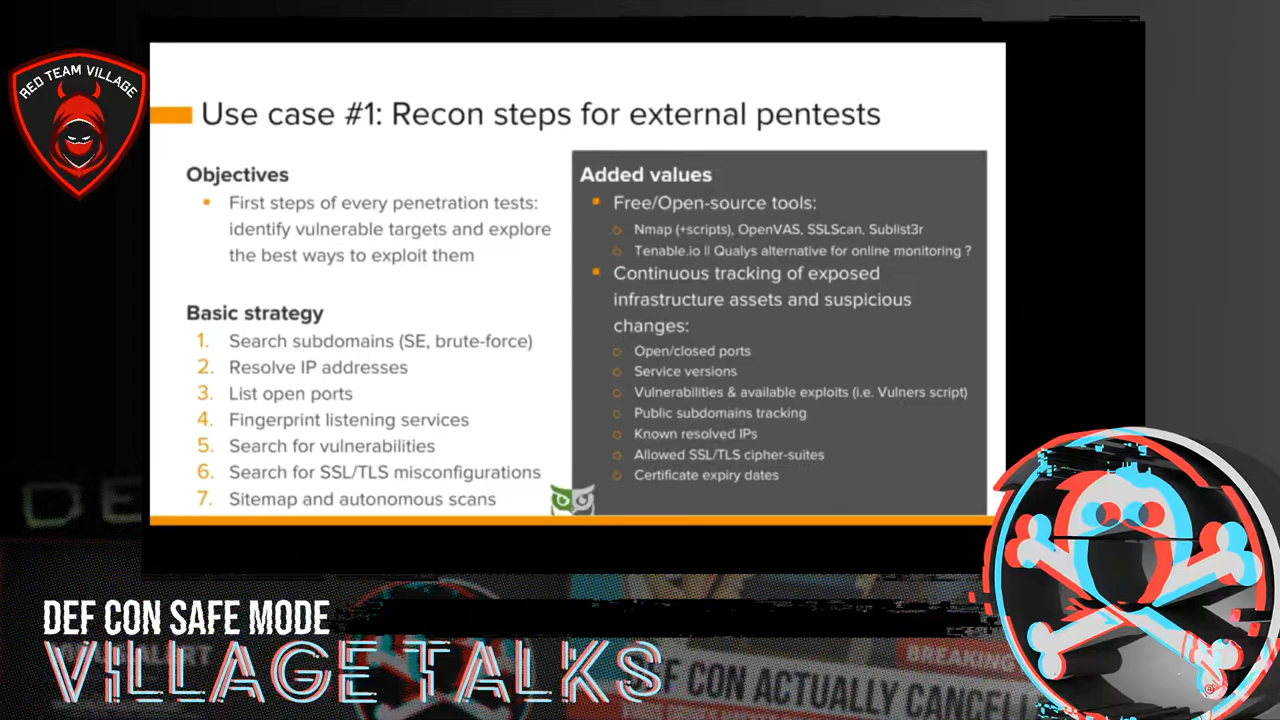 RED TEAM VILLAGE
Use case #1: Recon steps for external pentests
Objectives
First steps of every penetration tests:
identify vulnerable targets and explore
the best ways to exploit them
Basic strategy
1. Search subdomains (SE, brute-force)
2. Resolve IP addresses
3. List open ports
4. Fingerprint listening services
5. Search for vulnerabilities
6. Search for SSL/TLS misconfigurations
7. Sitemap and autonomous scans
Added values
Free/Open-source tools:
Nmap (+scripts), OpenVAS, SSLScan, Sublist3r
Tenable.io || Qualys alternative for online monitoring ?
Continuous tracking of exposed
infrastructure assets and suspicious
changes:
Open/closed ports
Service versions
Vulnerabilities & available exploits (i.e. Vulners script)
Public subdomains tracking
Known resolved IPs
Allowed SSL/TLS cipher-suites
Certificate expiry dates
DEF CON SAFE MODE
VILLAGE TALKS
BREAKING
DEF CON ACTUALLY